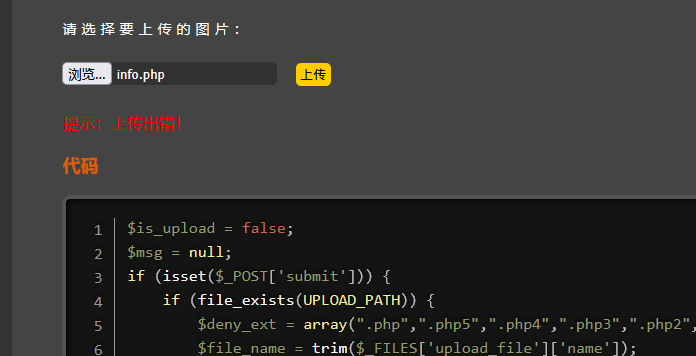 请选择要上传的图片：
浏览... info.php 上传
提示：上传出错！
代码
1 $is_upload = false;
2 $msg = null;
3 if (isset($_POST['submit'])) {
4 if (file_exists(UPLOAD_PATH)) {
5 $deny_ext = array(".php",".php5",".php4",".php3",".php2",
6 $file_name = trim($_FILES['upload_file']['name']);